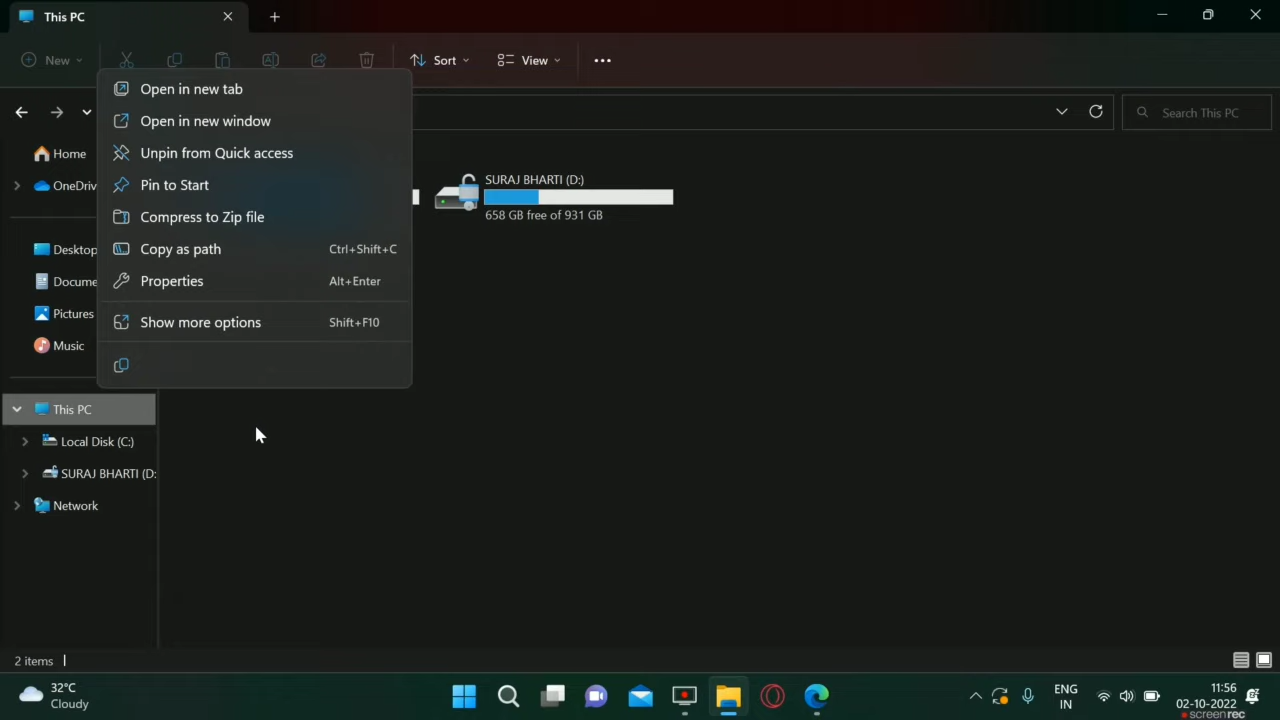 This PC
New
Sort
View
Open in new tab
Open in new window
Unpin from Quick access
Pin to Start
Compress to Zip file
Copy as path Ctrl+Shift+C
Properties Alt+Enter
Show more options Shift+F10
Search This PC
Home
OneDriv
Desktop
Docume
Pictures
Music
This PC
Local Disk (C:)
SURAJ BHARTI (D:
Network
SURAJ BHARTI (D:)
658 GB free of 931 GB
2 items
32°C
Cloudy
ENG
IN
11:56
02-10-2022
screenrec